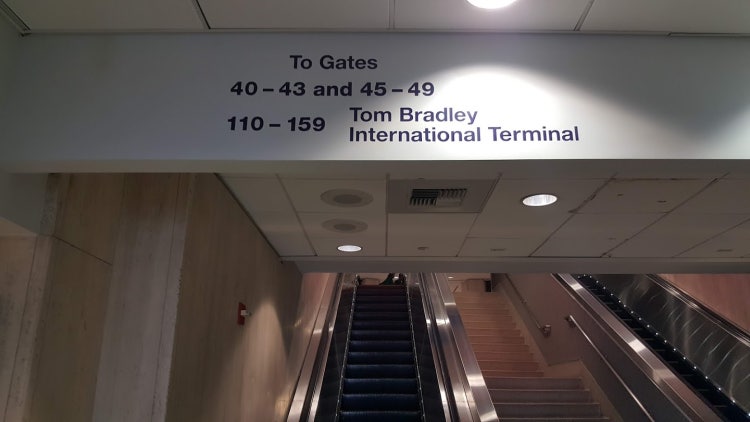 To Gates
40 – 43 and 45 – 49
110 – 159 Tom Bradley
International Terminal